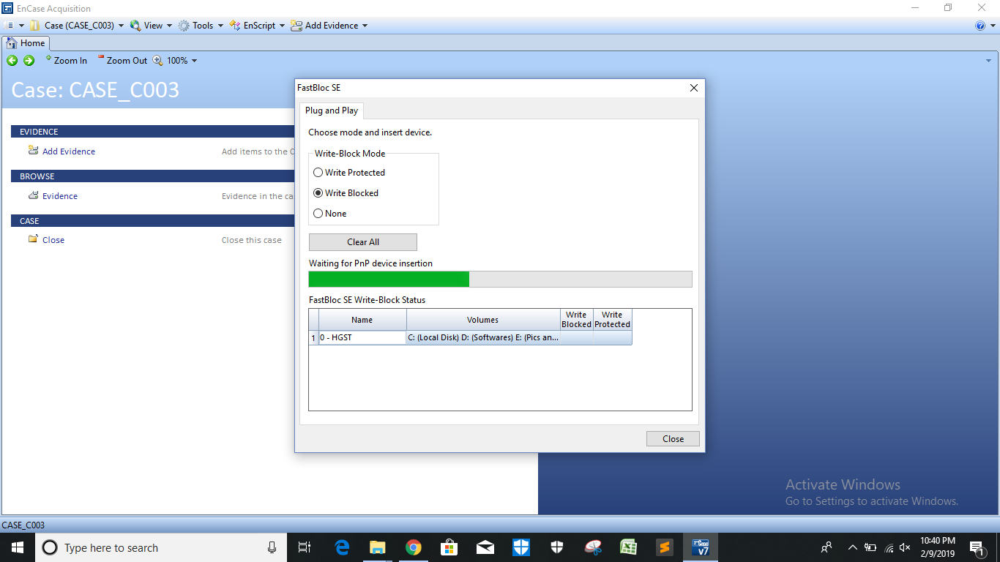 EnCase Acquisition
Case (CASE_C003) View Tools EnScript Add Evidence
Home
Zoom In Zoom Out 100%
Case: CASE_C003
EVIDENCE
Add Evidence Add items to the C
BROWSE
Evidence Evidence in the ca
CASE
Close Close this case
FastBloc SE
Plug and Play
Choose mode and insert device.
Write-Block Mode
Write Protected
Write Blocked
None
Clear All
Waiting for PnP device insertion
FastBloc SE Write-Block Status
Name Volumes Write Blocked Write Protected
1 0 - HGST C: (Local Disk) D: (Softwares) E: (Pics an...
Close
Activate Windows
Go to Settings to activate Windows.
CASE_C003
Type here to search
v7
10:40 PM
2/9/2019
1